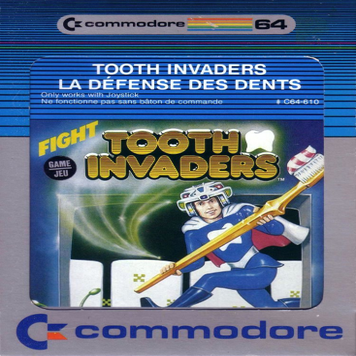 commodore 64
TOOTH INVADERS
LA DÉFENSE DES DENTS
Only works with Joystick
Ne fonctionne pas sans bâton de commande # C64-610
FIGHT
TOOTH
INVADERS™
GAME
JEU
commodore